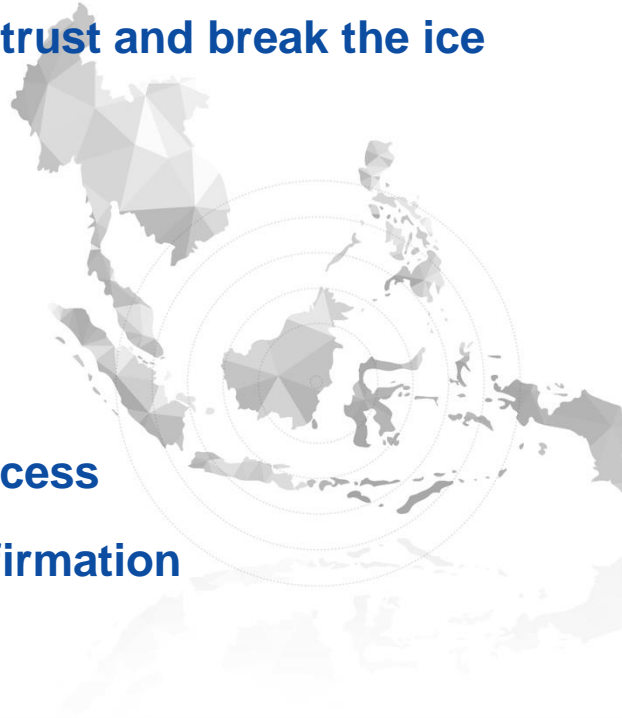 trust and break the ice
cess
firmation